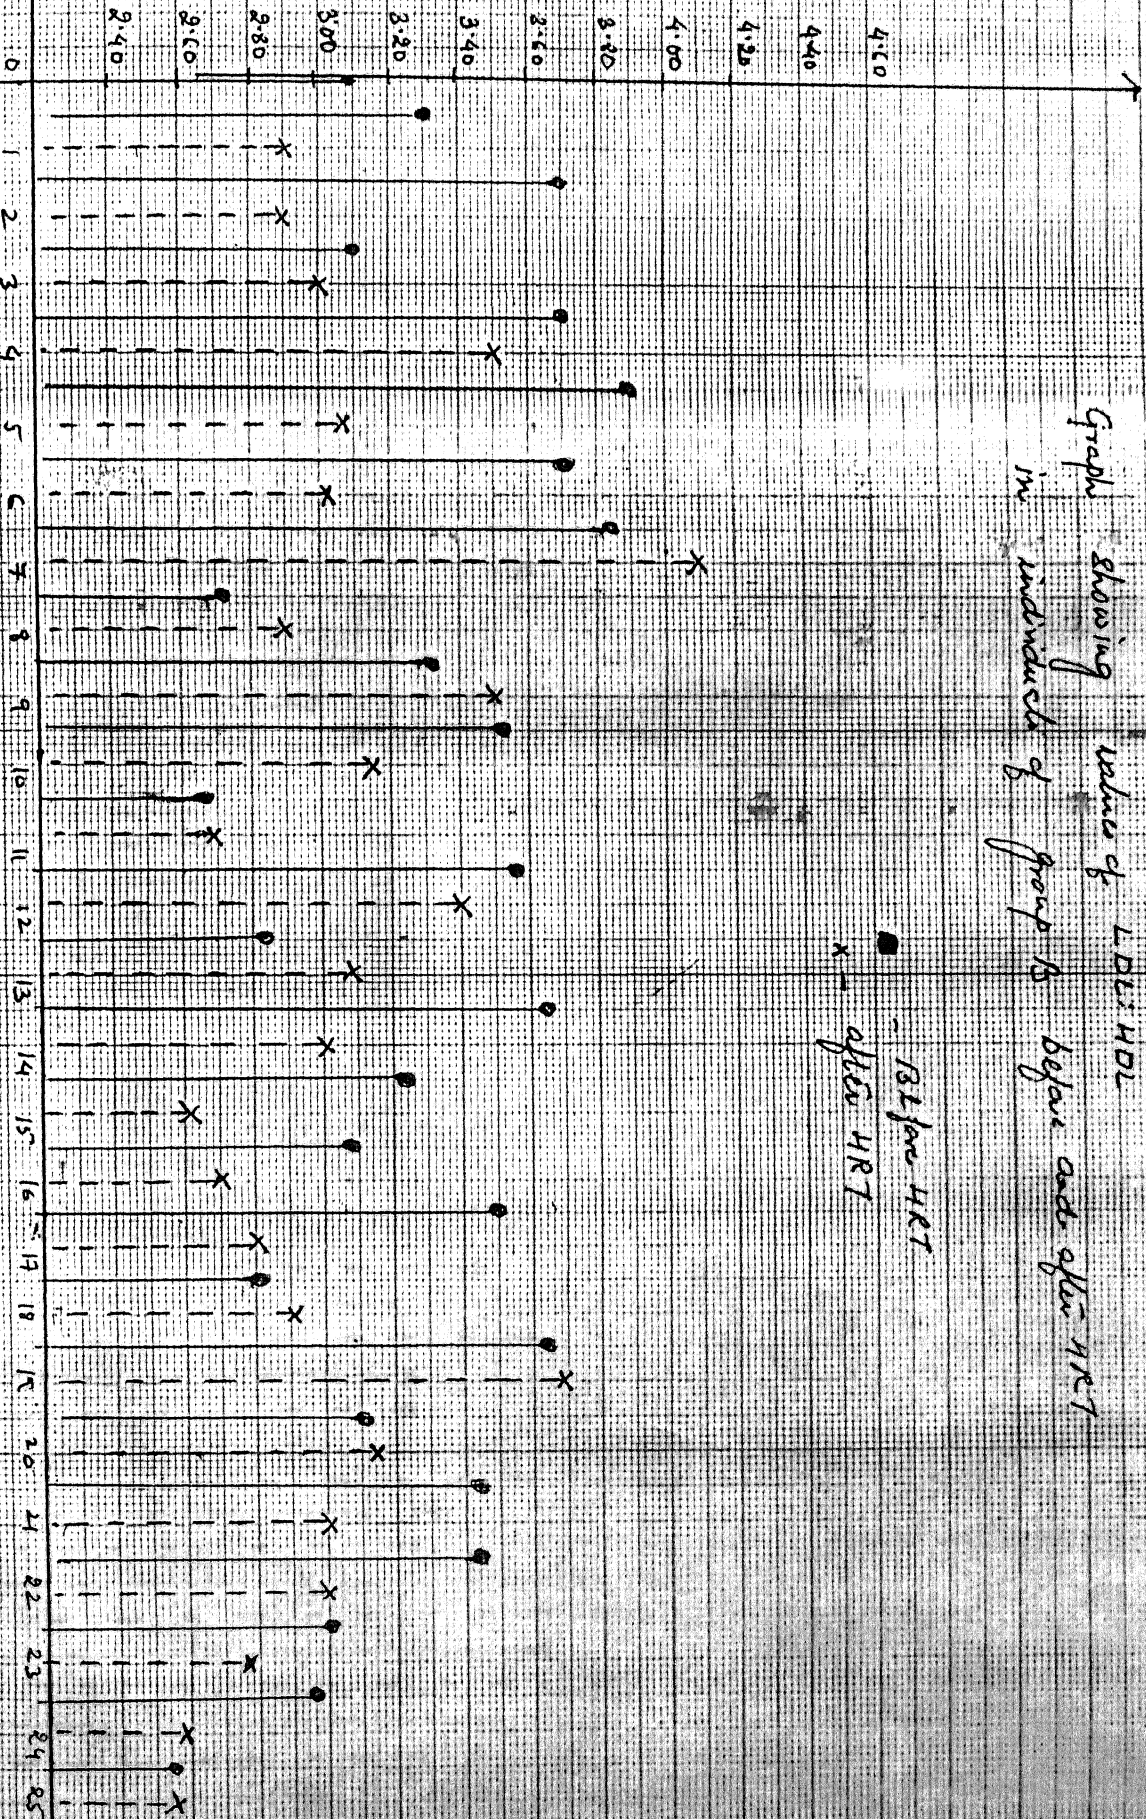 Graph showing values of LDL:HDL
in individuals of group B before and after HRT
- Before HRT
x - after HRT
4.60
4.40
4.20
4.00
3.80
3.60
3.40
3.20
3.00
2.80
2.60
2.40
0 1 2 3 4 5 6 7 8 9 10 11 12 13 14 15 16 17 18 19 20 21 22 23 24 25